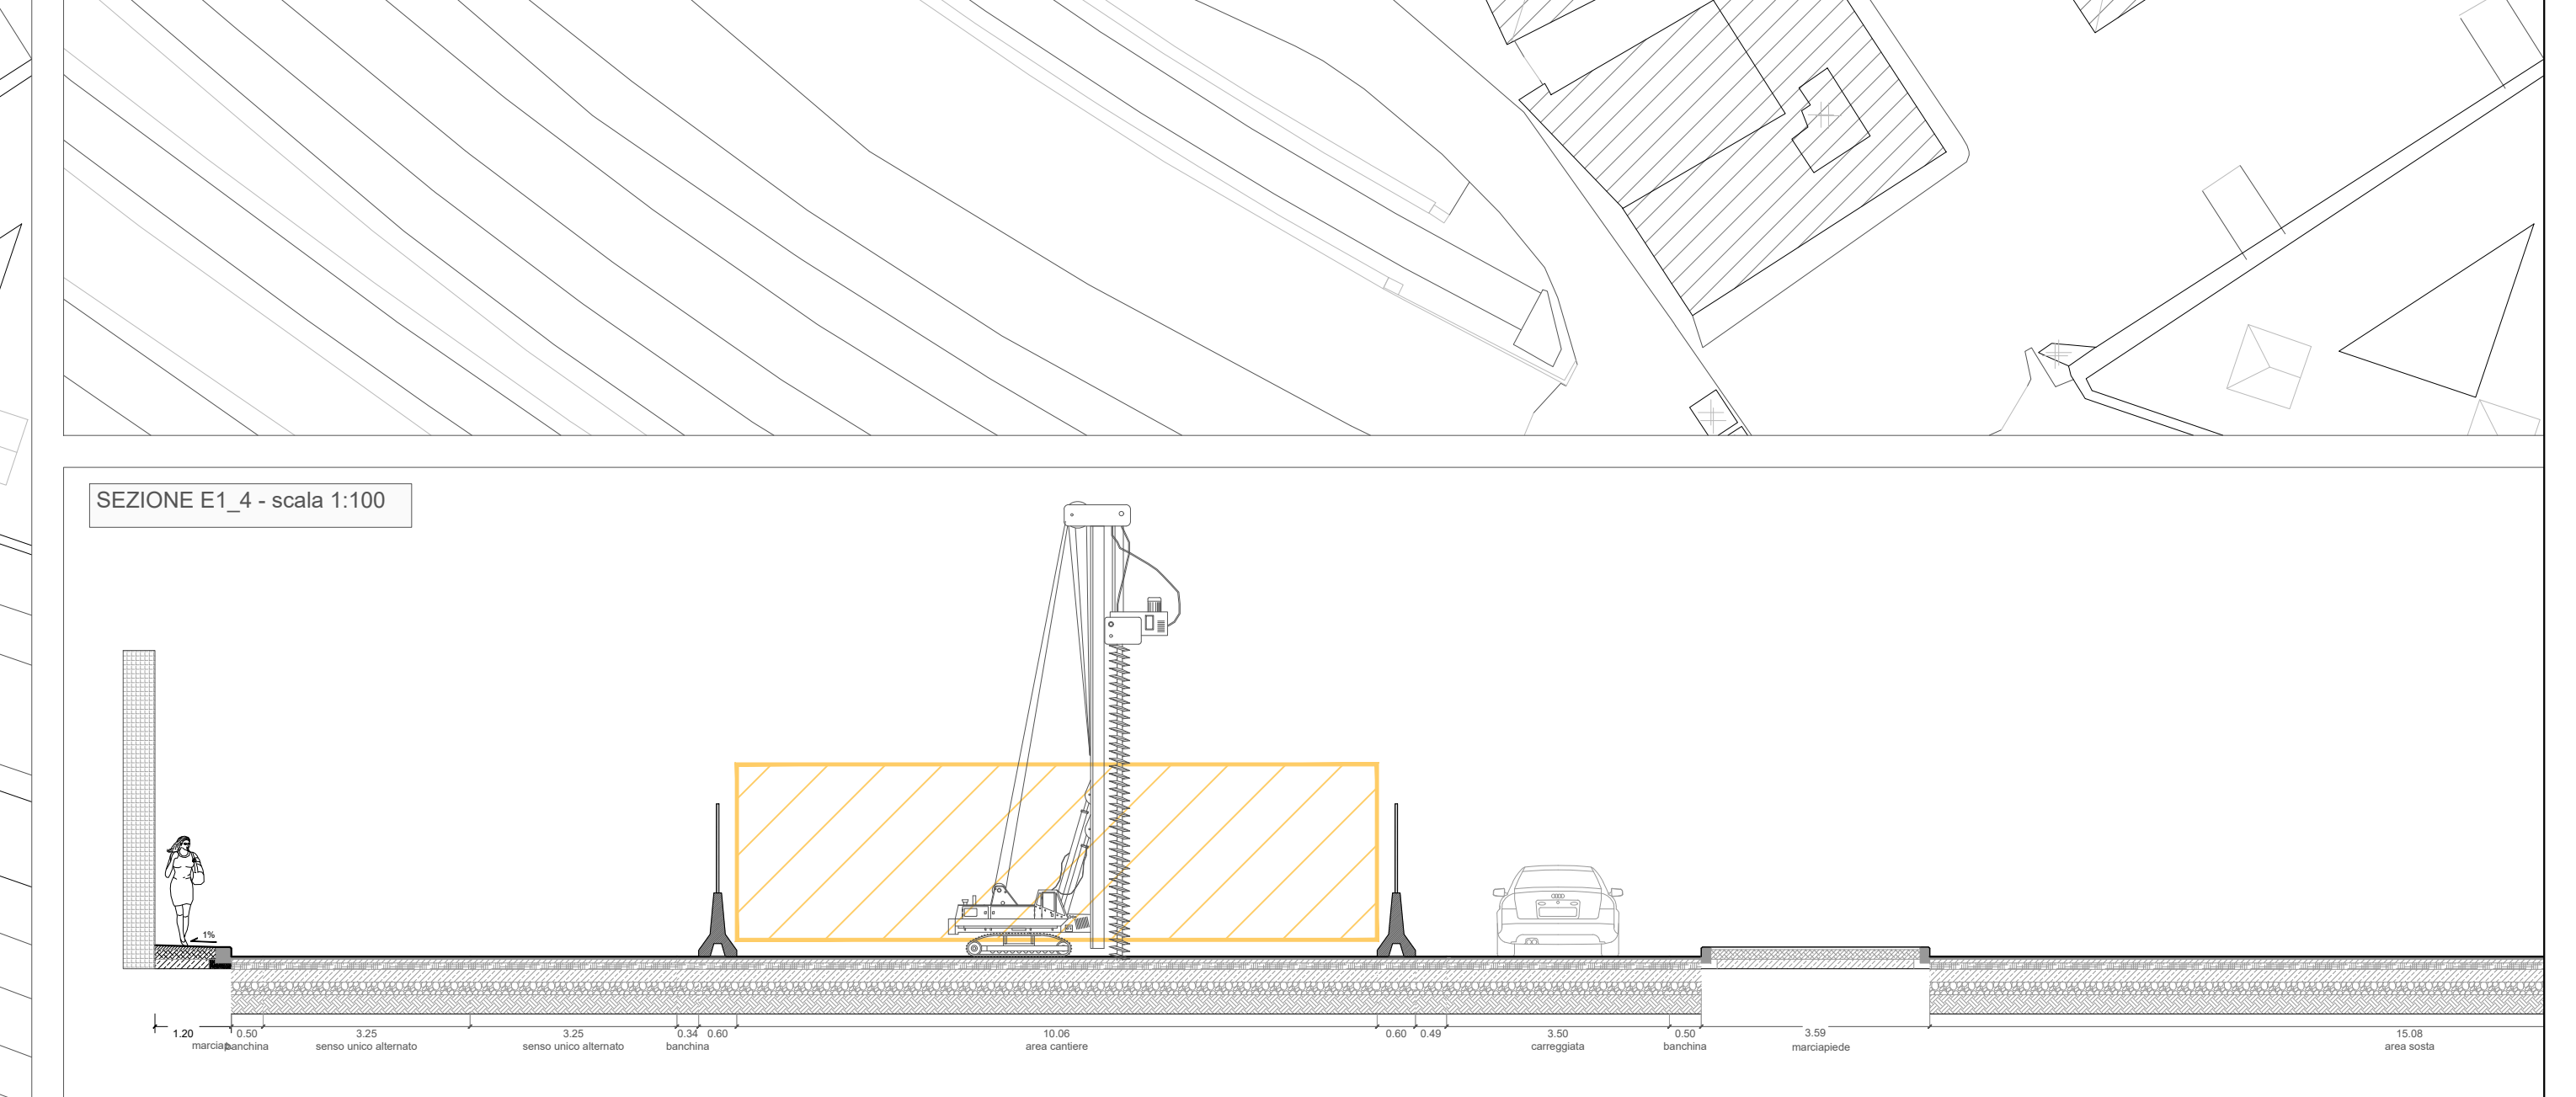 SEZIONE E1_4 - scala 1:100
1%
1.20 0.50 3.25 3.25 0.34 0.60 10.06 0.60 0.49 3.50 0.50 3.59 15.08
marciap banchina senso unico alternato senso unico alternato banchina area cantiere carreggiata banchina marciapiede area sosta